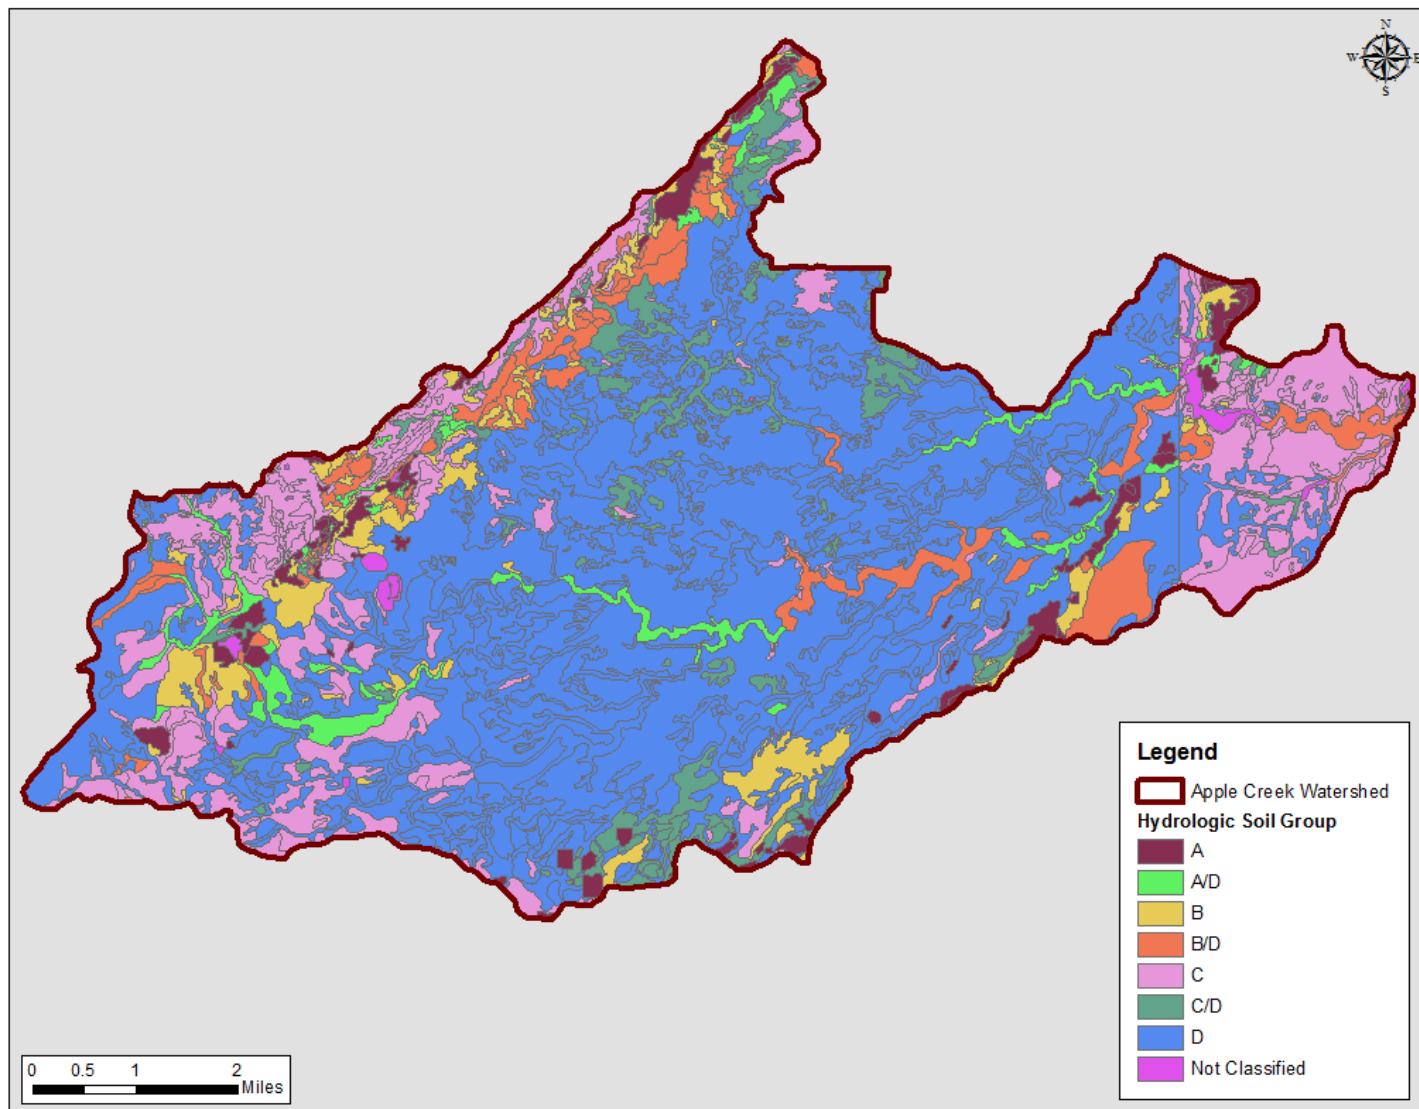 N
W E
S
Legend
Apple Creek Watershed
Hydrologic Soil Group
A
A/D
B
B/D
C
C/D
D
Not Classified
0 0.5 1 2
Miles